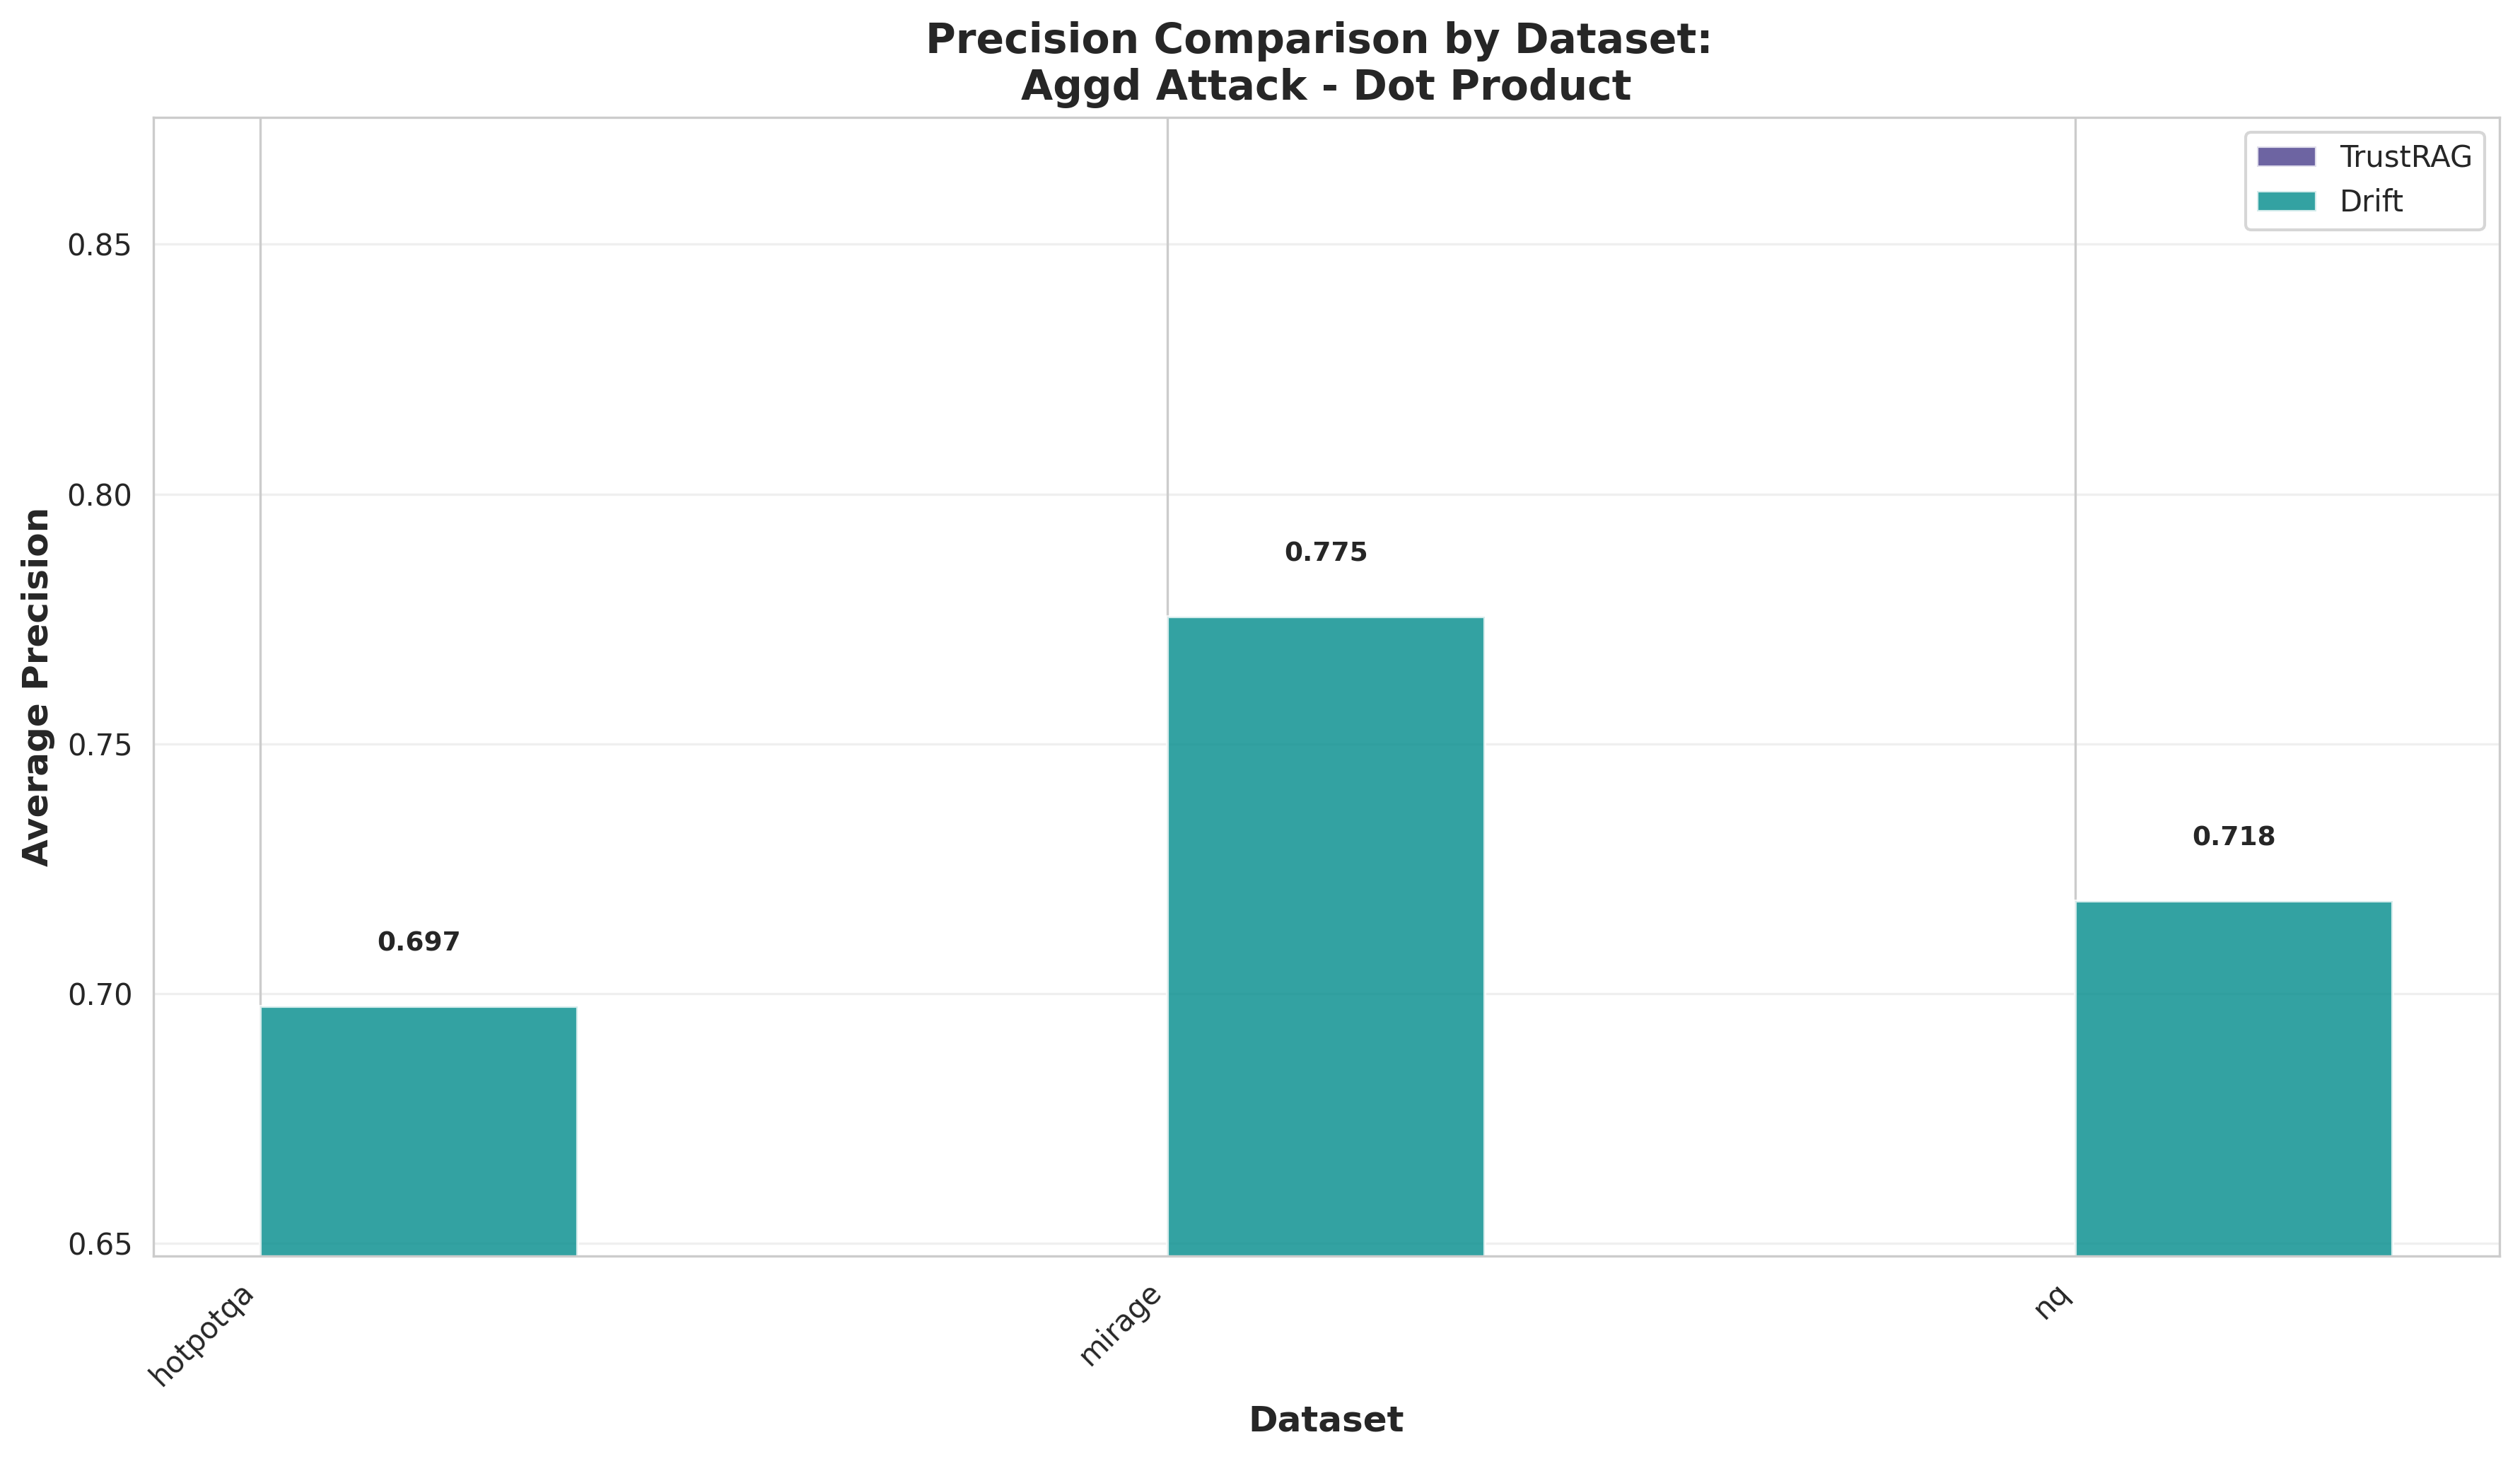 Precision Comparison by Dataset:
Aggd Attack - Dot Product
TrustRAG
Drift
Average Precision
0.85
0.80
0.75
0.70
0.65
0.697
0.775
0.718
hotpotqa
mirage
nq
Dataset